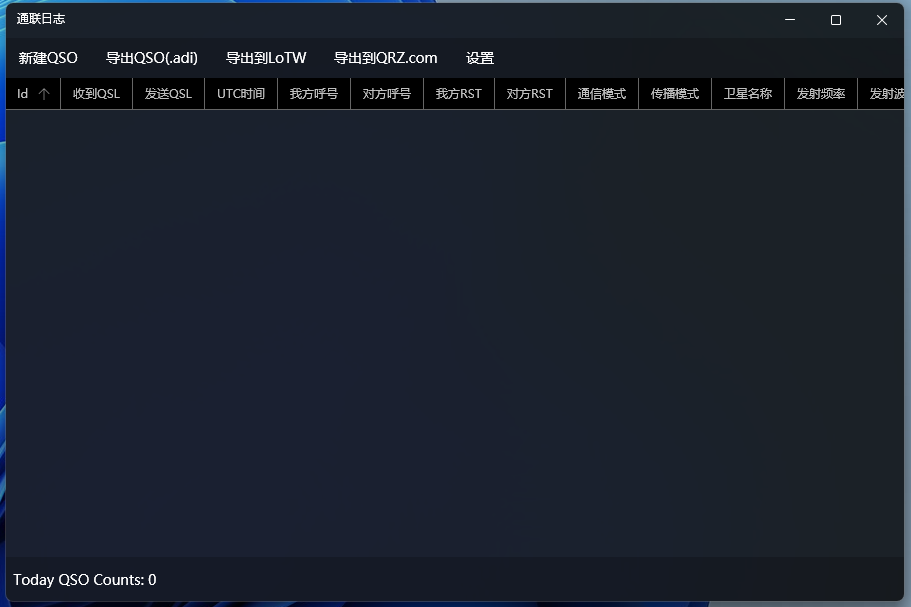 通联日志
新建QSO 导出QSO(.adi) 导出到LoTW 导出到QRZ.com 设置
Id 收到QSL 发送QSL UTC时间 我方呼号 对方呼号 我方RST 对方RST 通信模式 传播模式 卫星名称 发射频率 发射波
Today QSO Counts: 0